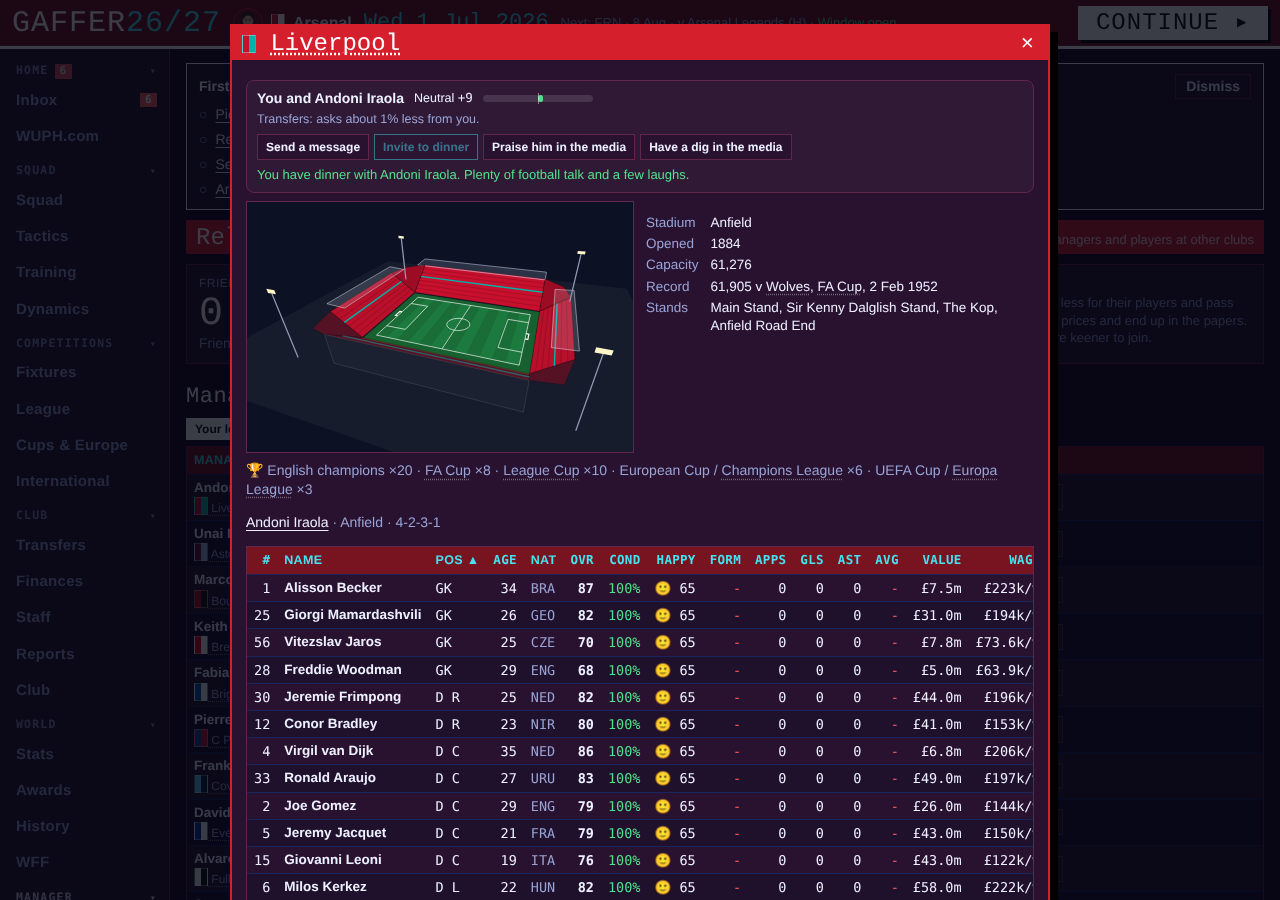 GAFFER26/27 Arsenal Wed 1 Jul 2026 Next: FRN · 8 Aug · v Arsenal Legends (H) · Window open CONTINUE ►
Liverpool ✕
HOME 6
Inbox 6
WUPH.com
SQUAD
Squad
Tactics
Training
Dynamics
COMPETITIONS
Fixtures
League
Cups & Europe
International
CLUB
Transfers
Finances
Staff
Reports
Club
WORLD
Stats
Awards
History
WFF
MANAGER
First
Dismiss
You and Andoni Iraola Neutral +9
Transfers: asks about 1% less from you.
Send a message Invite to dinner Praise him in the media Have a dig in the media
You have dinner with Andoni Iraola. Plenty of football talk and a few laughs.
Stadium Anfield
Opened 1884
Capacity 61,276
Record 61,905 v Wolves, FA Cup, 2 Feb 1952
Stands Main Stand, Sir Kenny Dalglish Stand, The Kop,
Anfield Road End
🏆 English champions ×20 · FA Cup ×8 · League Cup ×10 · European Cup / Champions League ×6 · UEFA Cup / Europa
League ×3
Andoni Iraola · Anfield · 4-2-3-1
# NAME POS ▲ AGE NAT OVR COND HAPPY FORM APPS GLS AST AVG VALUE WAG
1 Alisson Becker GK 34 BRA 87 100% 🙂 65 - 0 0 0 - £7.5m £223k/
25 Giorgi Mamardashvili GK 26 GEO 82 100% 🙂 65 - 0 0 0 - £31.0m £194k/
56 Vitezslav Jaros GK 25 CZE 70 100% 🙂 65 - 0 0 0 - £7.8m £73.6k/
28 Freddie Woodman GK 29 ENG 68 100% 🙂 65 - 0 0 0 - £5.0m £63.9k/
30 Jeremie Frimpong D R 25 NED 82 100% 🙂 65 - 0 0 0 - £44.0m £196k/
12 Conor Bradley D R 23 NIR 80 100% 🙂 65 - 0 0 0 - £41.0m £153k/
4 Virgil van Dijk D C 35 NED 86 100% 🙂 65 - 0 0 0 - £6.8m £206k/
33 Ronald Araujo D C 27 URU 83 100% 🙂 65 - 0 0 0 - £49.0m £197k/
2 Joe Gomez D C 29 ENG 79 100% 🙂 65 - 0 0 0 - £26.0m £144k/
5 Jeremy Jacquet D C 21 FRA 79 100% 🙂 65 - 0 0 0 - £43.0m £150k/
15 Giovanni Leoni D C 19 ITA 76 100% 🙂 65 - 0 0 0 - £43.0m £122k/
6 Milos Kerkez D L 22 HUN 82 100% 🙂 65 - 0 0 0 - £58.0m £222k/
managers and players at other clubs
less for their players and pass
prices and end up in the papers.
keener to join.
0
Your
Unai
Marco
Keith
Pierre
Frank
David